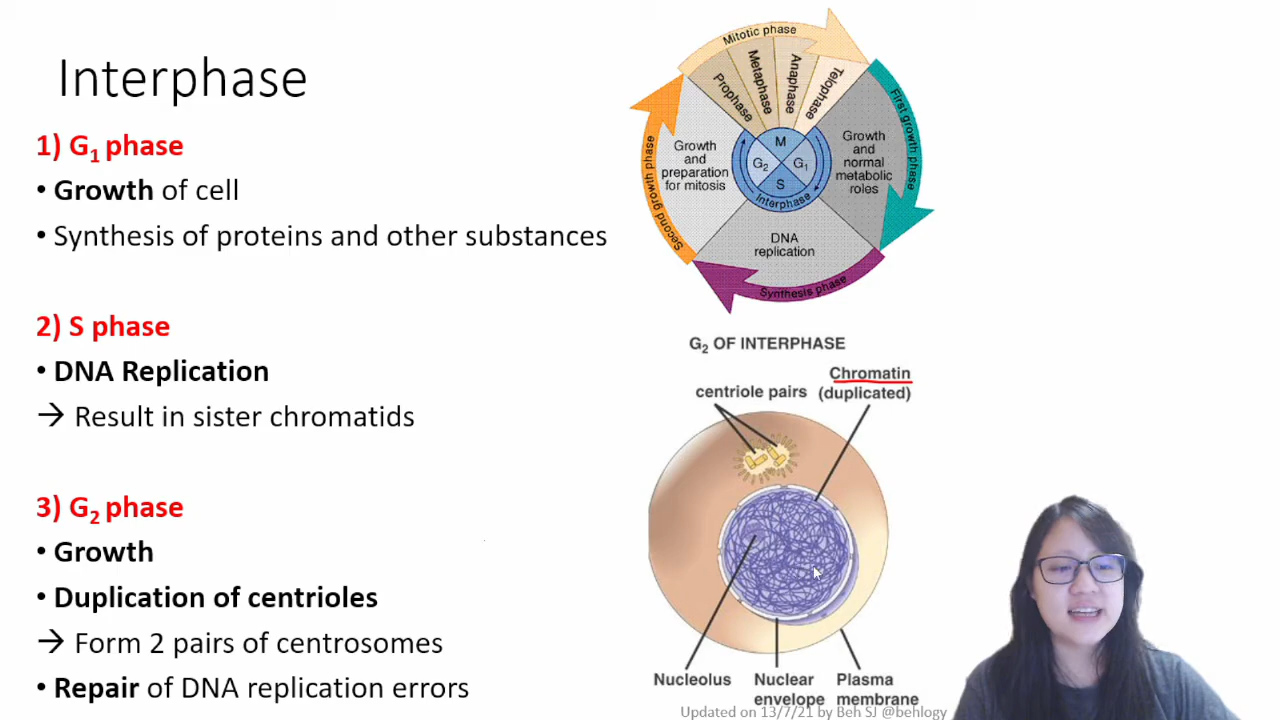 Interphase
1) G₁ phase
• Growth of cell
• Synthesis of proteins and other substances
2) S phase
• DNA Replication
→ Result in sister chromatids
3) G₂ phase
• Growth
• Duplication of centrioles
→ Form 2 pairs of centrosomes
• Repair of DNA replication errors
Mitotic phase
Prophase
Metaphase
Anaphase
Telophase
First growth phase
Growth
and
normal
metabolic
roles
Growth
and
preparation
for mitosis
Second growth phase
M
G₂
G₁
S
Interphase
DNA
replication
Synthesis phase
G₂ OF INTERPHASE
Chromatin
(duplicated)
centriole pairs
Nucleolus
Nuclear
envelope
Plasma
membrane
Updated on 13/7/21 by Beh SJ @behlogy